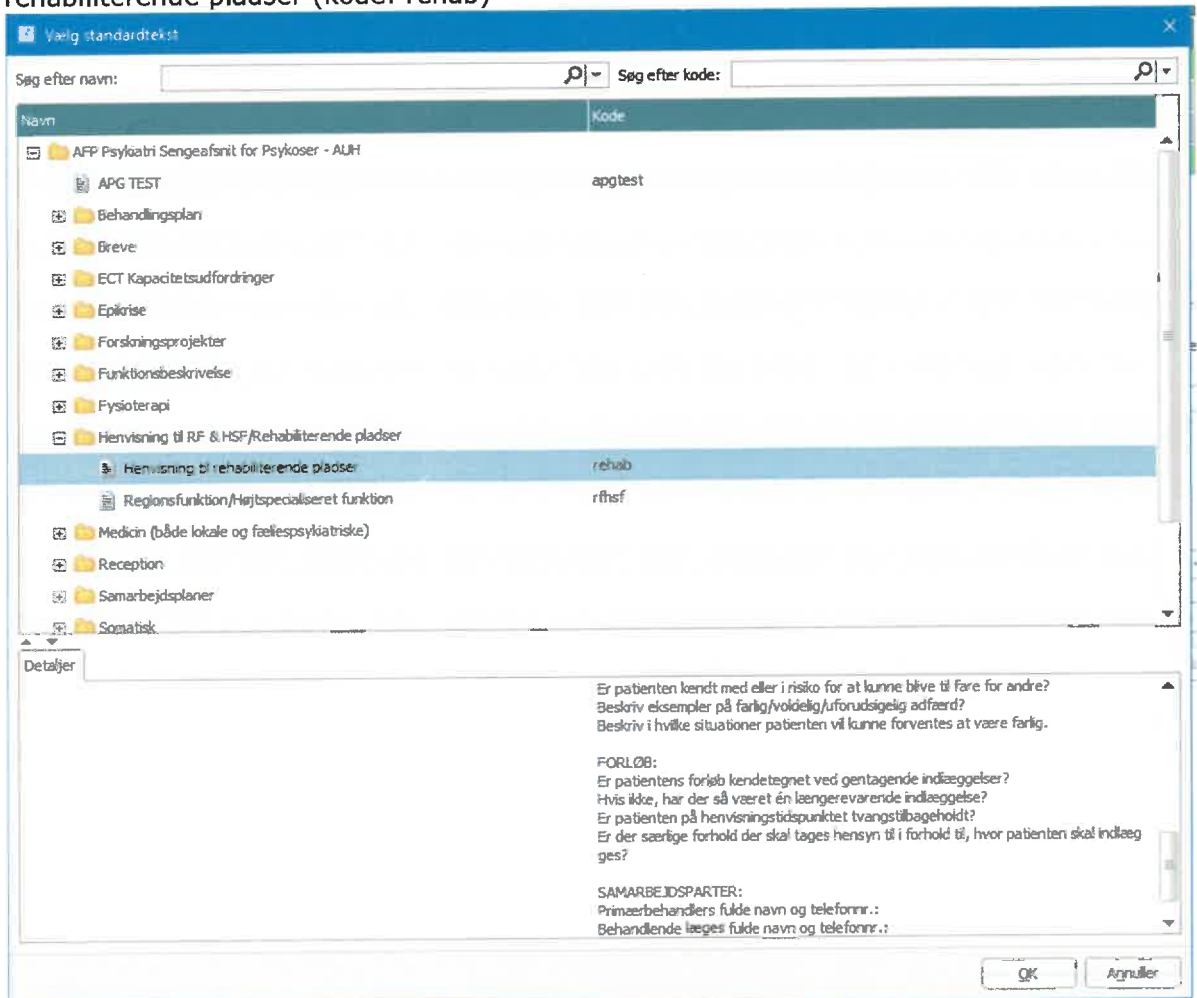 rehabiliterende pladser (kode: rehab)
Vælg standardtekst
Søg efter navn: Søg efter kode:
Navn Kode
AFP Psykiatri Sengeafsnit for Psykoser - AUH
APG TEST apgtest
Behandlingsplan
Breve
ECT Kapacitetsudfordringer
Epikrise
Forskningsprojekter
Funktionsbeskrivelse
Fysioterapi
Henvisning til RF & HSF/Rehabiliterende pladser
Henvisning til rehabiliterende pladser rehab
Regionsfunktion/Højtspecialiseret funktion rfhsf
Medicin (både lokale og fællespsykiatriske)
Reception
Samarbejdsplaner
Somatisk
Detaljer
Er patienten kendt med eller i risiko for at kunne blive til fare for andre?
Beskriv eksempler på farlig/voldelig/uforudsigelig adfærd?
Beskriv i hvilke situationer patienten vil kunne forventes at være farlig.
FORLØB:
Er patientens forløb kendetegnet ved gentagende indlæggelser?
Hvis ikke, har der så været én længerevarende indlæggelse?
Er patienten på henvisningstidspunktet tvangstilbageholdt?
Er der særlige forhold der skal tages hensyn til i forhold til, hvor patienten skal indlæg
ges?
SAMARBEJDSPARTER:
Primærbehandlers fulde navn og telefonnr.:
Behandlende læges fulde navn og telefonnr.:
OK Annuller